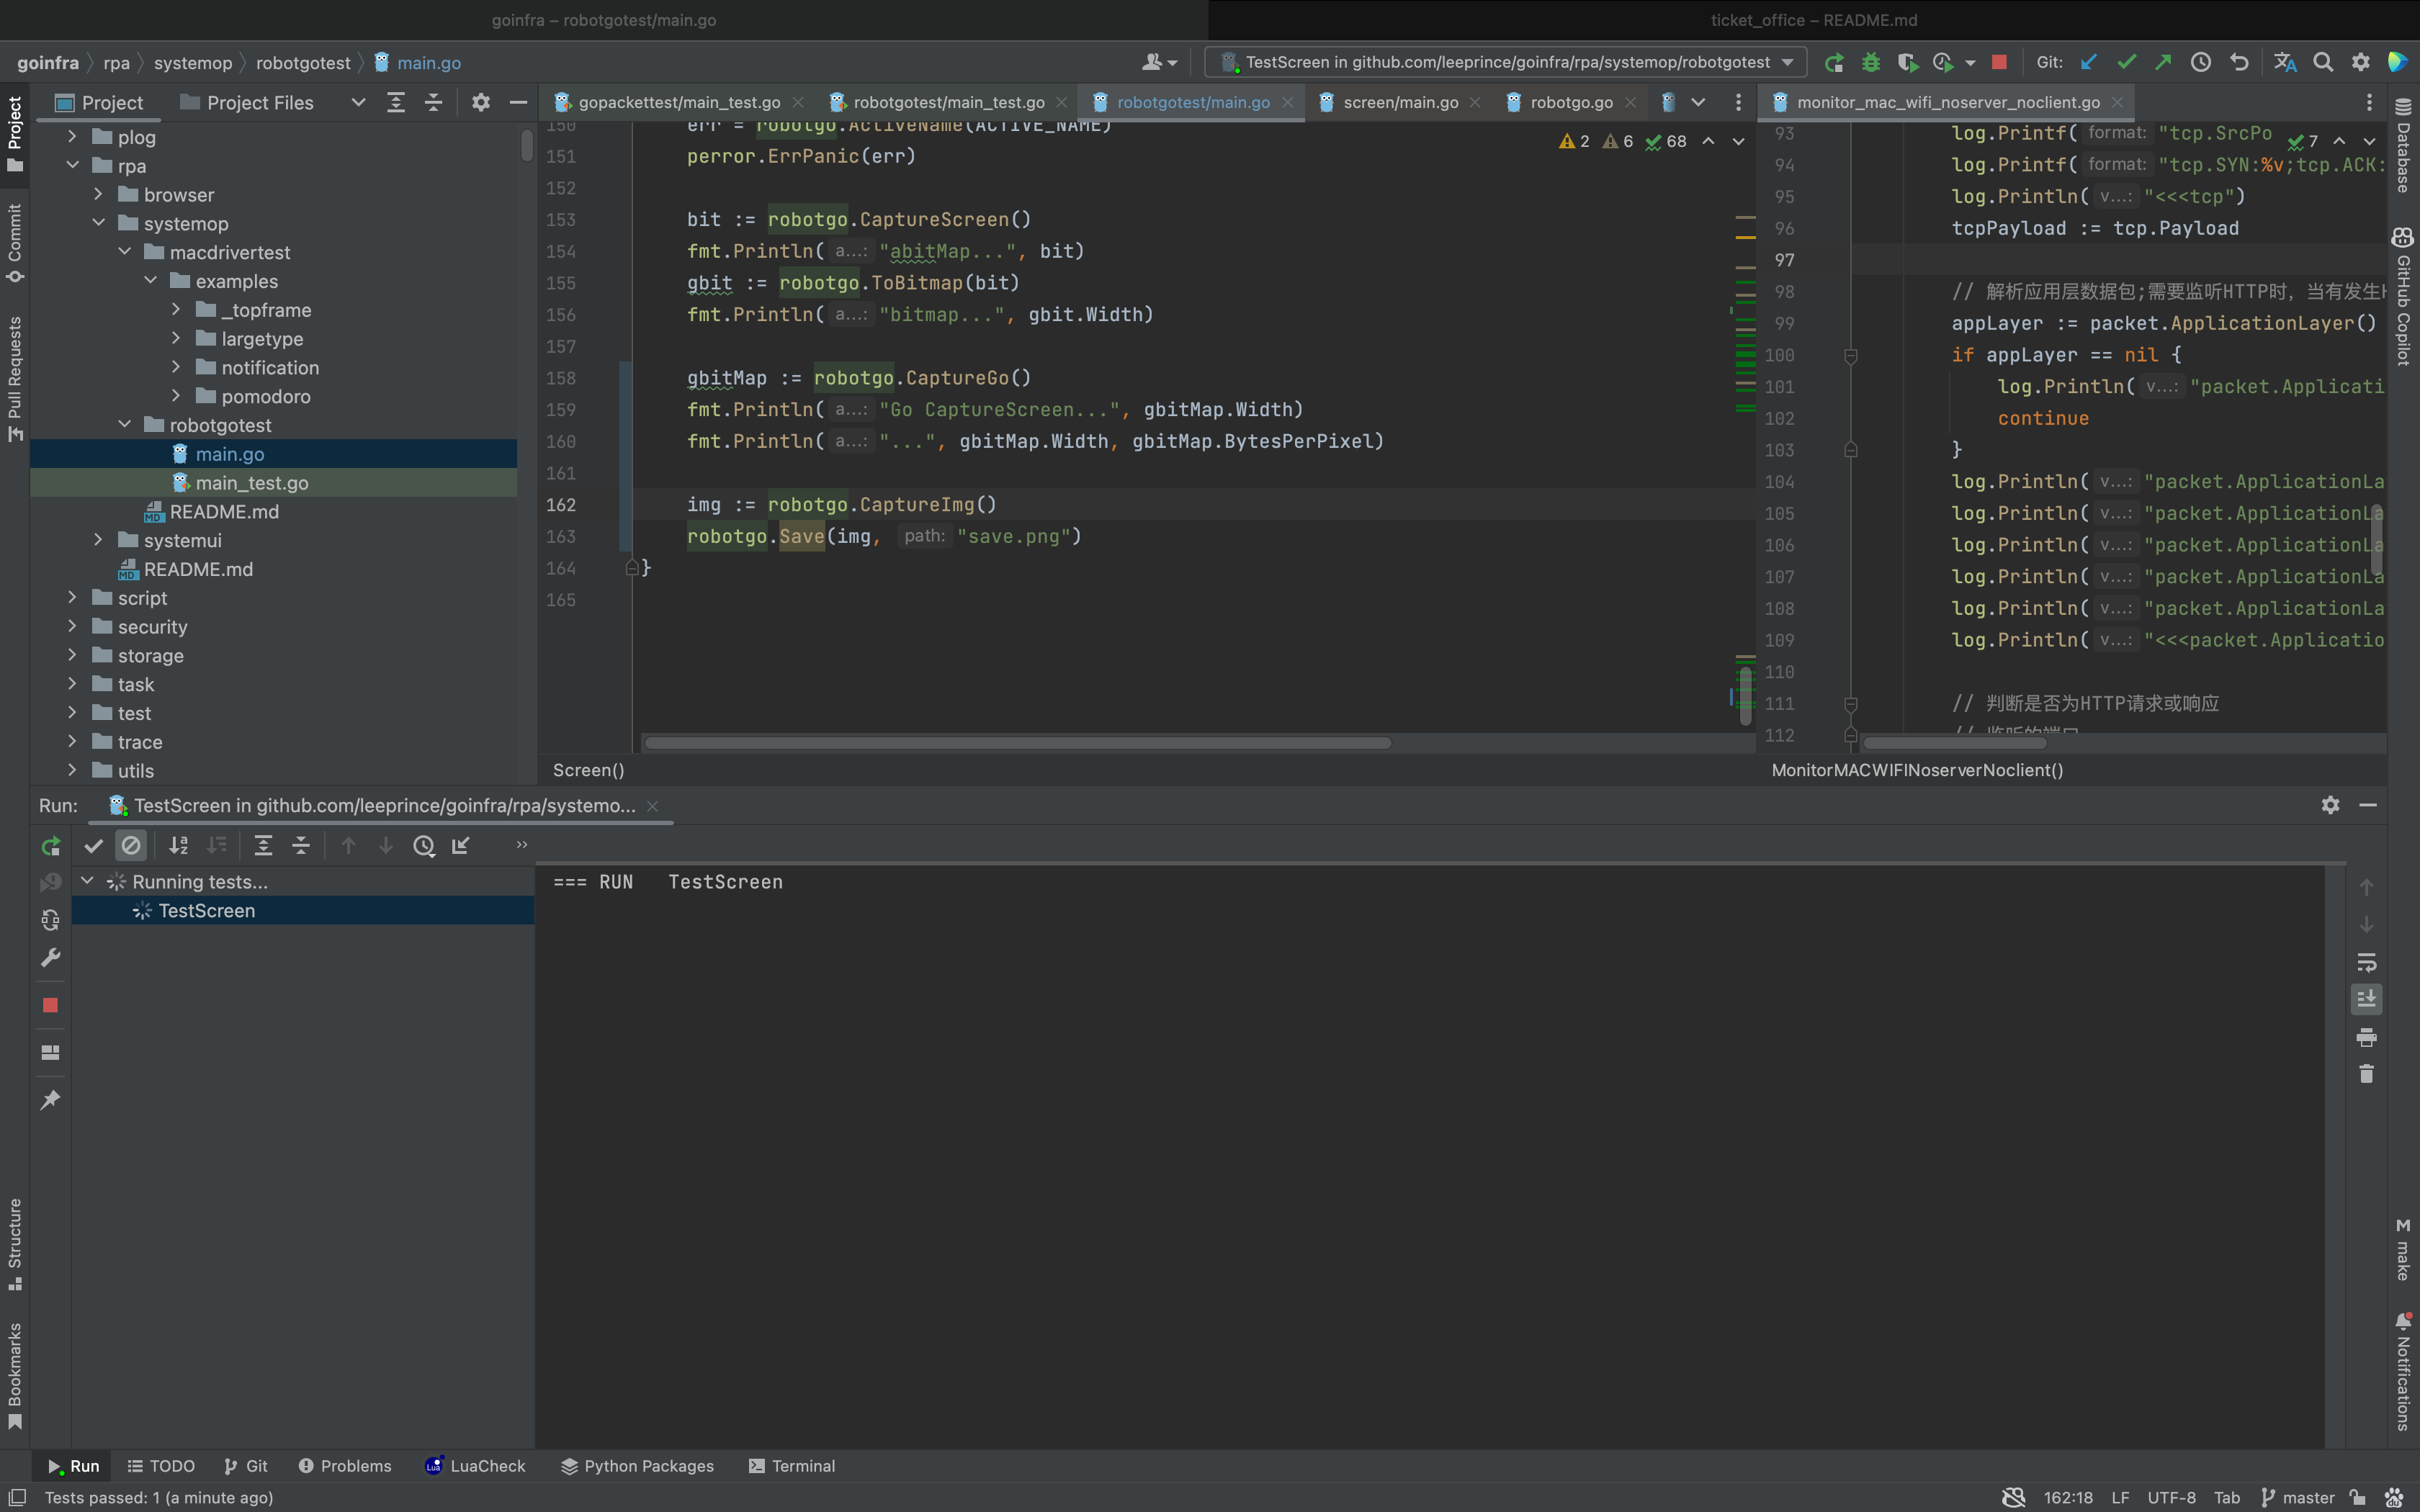 goinfra – robotgotest/main.go
ticket_office – README.md
goinfra
rpa
systemop
robotgotest
main.go
TestScreen in github.com/leeprince/goinfra/rpa/systemop/robotgotest
Git:
Project
Project Files
gopackettest/main_test.go
robotgotest/main_test.go
robotgotest/main.go
screen/main.go
robotgo.go
monitor_mac_wifi_noserver_noclient.go
Project
Commit
Pull Requests
Structure
Bookmarks
plog
rpa
browser
systemop
macdrivertest
examples
_topframe
largetype
notification
pomodoro
robotgotest
main.go
main_test.go
README.md
systemui
README.md
script
security
storage
task
test
trace
utils
2 6 68
150 err = robotgo.ActiveName(ACTIVE_NAME)
151 perror.ErrPanic(err)
152
153 bit := robotgo.CaptureScreen()
154 fmt.Println( a...: "abitMap...", bit)
155 gbit := robotgo.ToBitmap(bit)
156 fmt.Println( a...: "bitmap...", gbit.Width)
157
158 gbitMap := robotgo.CaptureGo()
159 fmt.Println( a...: "Go CaptureScreen...", gbitMap.Width)
160 fmt.Println( a...: "...", gbitMap.Width, gbitMap.BytesPerPixel)
161
162 img := robotgo.CaptureImg()
163 robotgo.Save(img, path: "save.png")
164 }
165
Screen()
7
93 log.Printf( format: "tcp.SrcPo
94 log.Printf( format: "tcp.SYN:%v;tcp.ACK:
95 log.Println( v...: "<<<tcp")
96 tcpPayload := tcp.Payload
97
98 // 解析应用层数据包;需要监听HTTP时，当有发生H
99 appLayer := packet.ApplicationLayer()
100 if appLayer == nil {
101 log.Println( v...: "packet.Applicati
102 continue
103 }
104 log.Println( v...: "packet.ApplicationLa
105 log.Println( v...: "packet.ApplicationLa
106 log.Println( v...: "packet.ApplicationLa
107 log.Println( v...: "packet.ApplicationLa
108 log.Println( v...: "packet.ApplicationLa
109 log.Println( v...: "<<<packet.Applicatio
110
111 // 判断是否为HTTP请求或响应
112 // 监听的端口
MonitorMACWIFINoserverNoclient()
Database
GitHub Copilot
make
Notifications
Run:
TestScreen in github.com/leeprince/goinfra/rpa/systemo...
Running tests...
TestScreen
=== RUN TestScreen
Run
TODO
Git
Problems
LuaCheck
Python Packages
Terminal
Tests passed: 1 (a minute ago)
162:18
LF
UTF-8
Tab
master